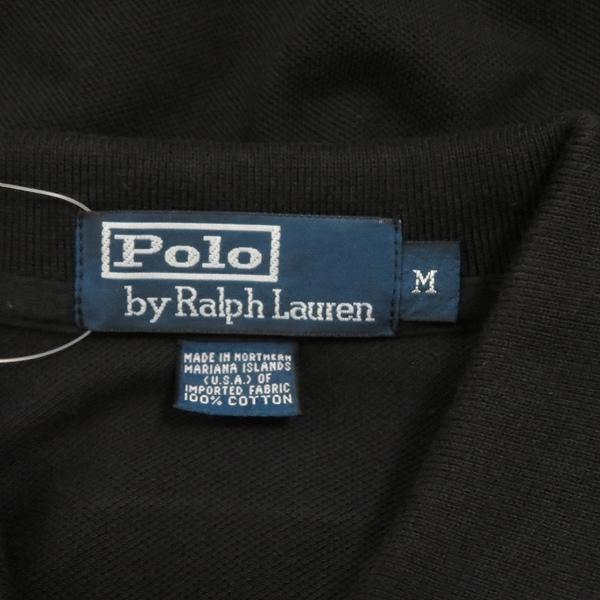 Polo
by Ralph Lauren
M
MADE IN NORTHERN
MARIANA ISLANDS
(U.S.A.) OF
IMPORTED FABRIC
100% COTTON